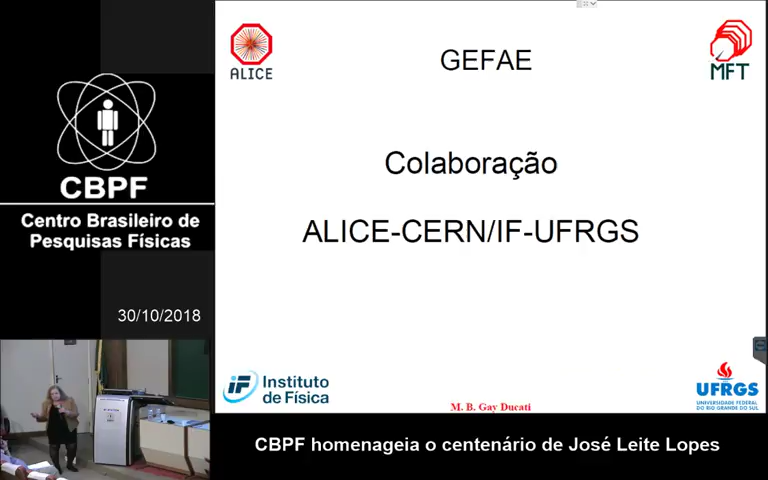 CBPF
Centro Brasileiro de
Pesquisas Físicas
30/10/2018
ALICE
GEFAE
MFT
Colaboração
ALICE-CERN/IF-UFRGS
iF Instituto
de Física
M. B. Gay Ducati
UFRGS
UNIVERSIDADE FEDERAL
DO RIO GRANDE DO SUL
CBPF homenageia o centenário de José Leite Lopes